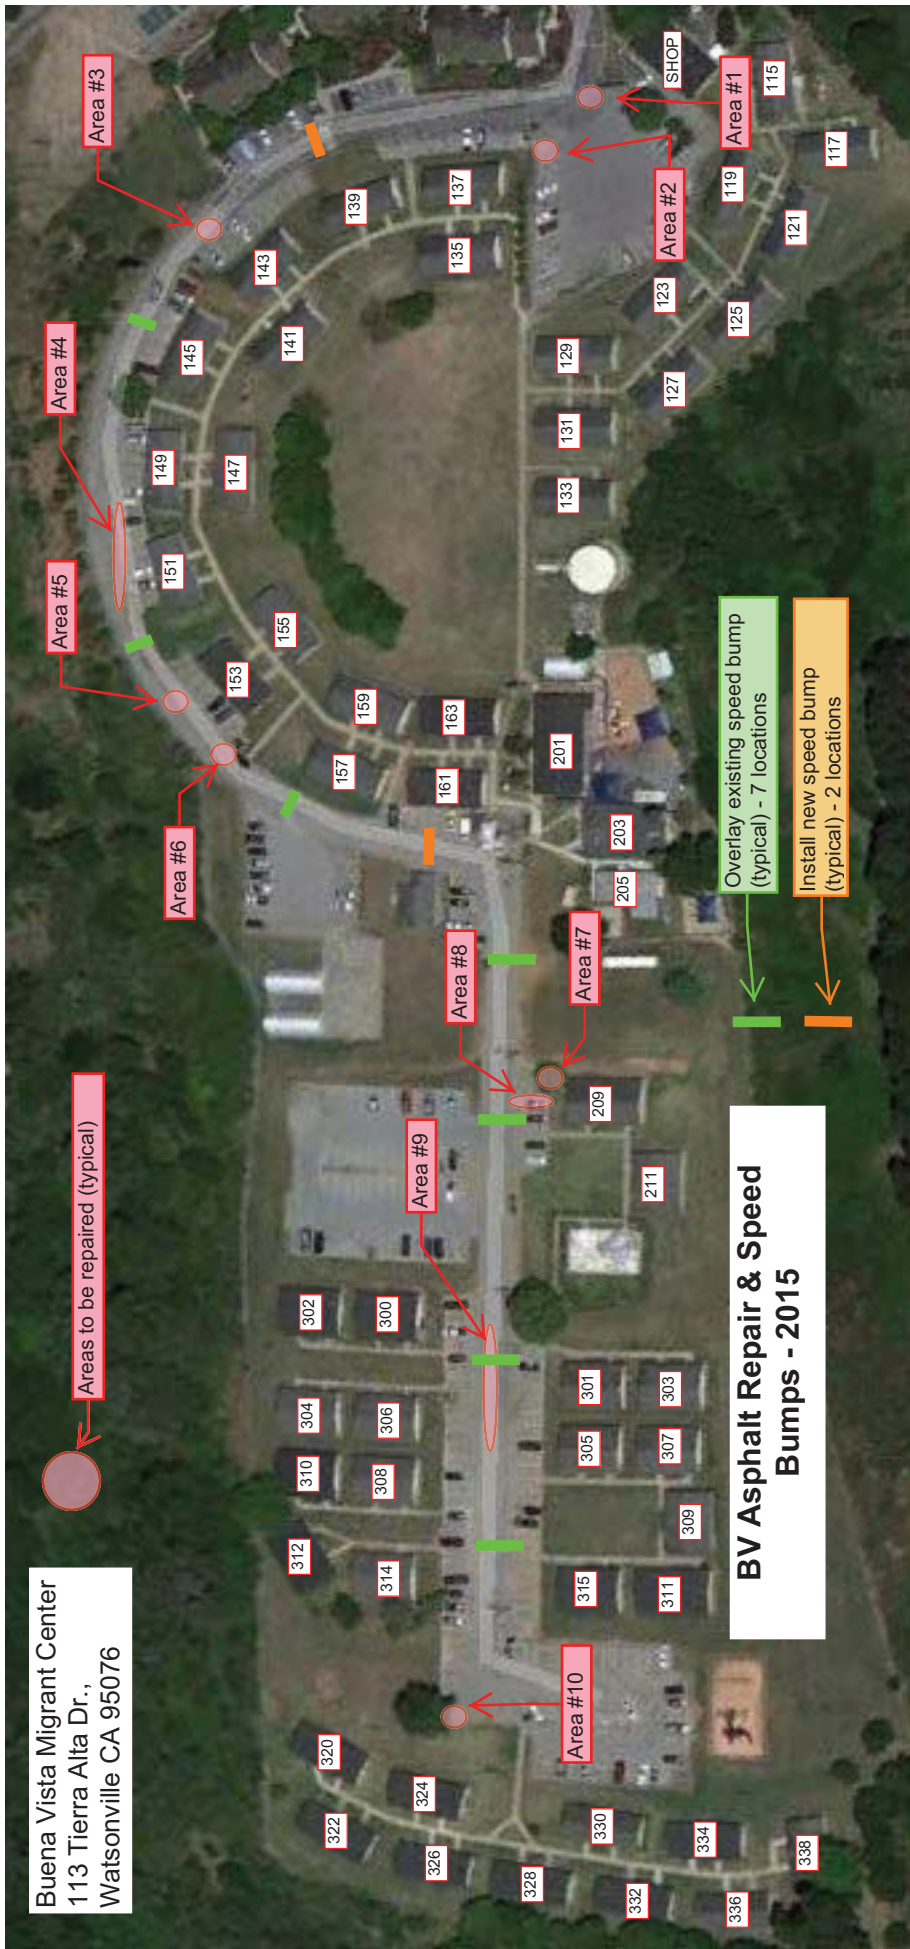 Buena Vista Migrant Center
113 Tierra Alta Dr.,
Watsonville CA 95076
Areas to be repaired (typical)
Area #3
Area #4
Area #5
Area #6
Area #8
Area #7
Area #9
Area #10
Area #2
Area #1
SHOP
115
117
119
121
123
125
127
129
131
133
135
137
139
141
143
145
147
149
151
153
155
157
159
161
163
201
203
205
209
211
300
302
304
306
308
310
312
314
301
303
305
307
309
311
315
320
322
324
326
328
330
332
334
336
338
Overlay existing speed bump
(typical) - 7 locations
Install new speed bump
(typical) - 2 locations
BV Asphalt Repair & Speed
Bumps - 2015